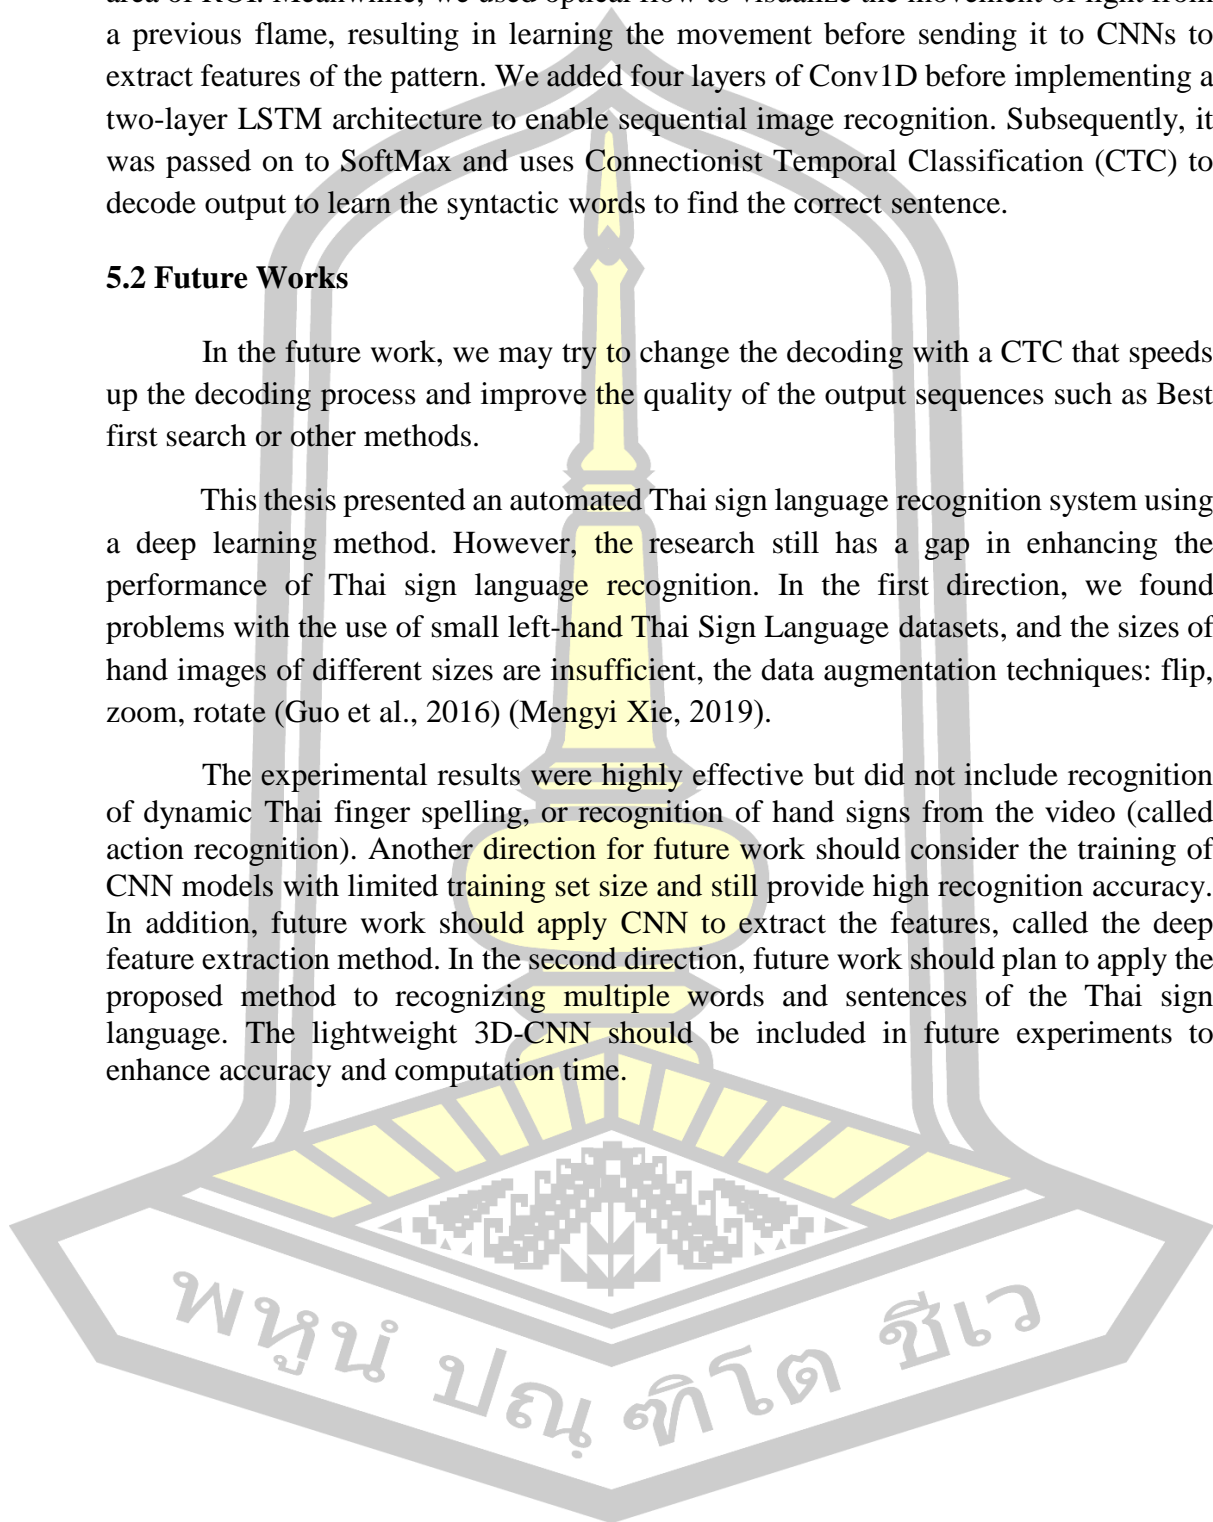 area of ROI. Meanwhile, we used optical flow to visualize the movement of light from
a previous flame, resulting in learning the movement before sending it to CNNs to
extract features of the pattern. We added four layers of Conv1D before implementing a
two-layer LSTM architecture to enable sequential image recognition. Subsequently, it
was passed on to SoftMax and uses Connectionist Temporal Classification (CTC) to
decode output to learn the syntactic words to find the correct sentence.
5.2 Future Works
In the future work, we may try to change the decoding with a CTC that speeds
up the decoding process and improve the quality of the output sequences such as Best
first search or other methods.
This thesis presented an automated Thai sign language recognition system using
a deep learning method. However, the research still has a gap in enhancing the
performance of Thai sign language recognition. In the first direction, we found
problems with the use of small left-hand Thai Sign Language datasets, and the sizes of
hand images of different sizes are insufficient, the data augmentation techniques: flip,
zoom, rotate (Guo et al., 2016) (Mengyi Xie, 2019).
The experimental results were highly effective but did not include recognition
of dynamic Thai finger spelling, or recognition of hand signs from the video (called
action recognition). Another direction for future work should consider the training of
CNN models with limited training set size and still provide high recognition accuracy.
In addition, future work should apply CNN to extract the features, called the deep
feature extraction method. In the second direction, future work should plan to apply the
proposed method to recognizing multiple words and sentences of the Thai sign
language. The lightweight 3D-CNN should be included in future experiments to
enhance accuracy and computation time.
พหูนํ ปณฺฑิโต ชีเว